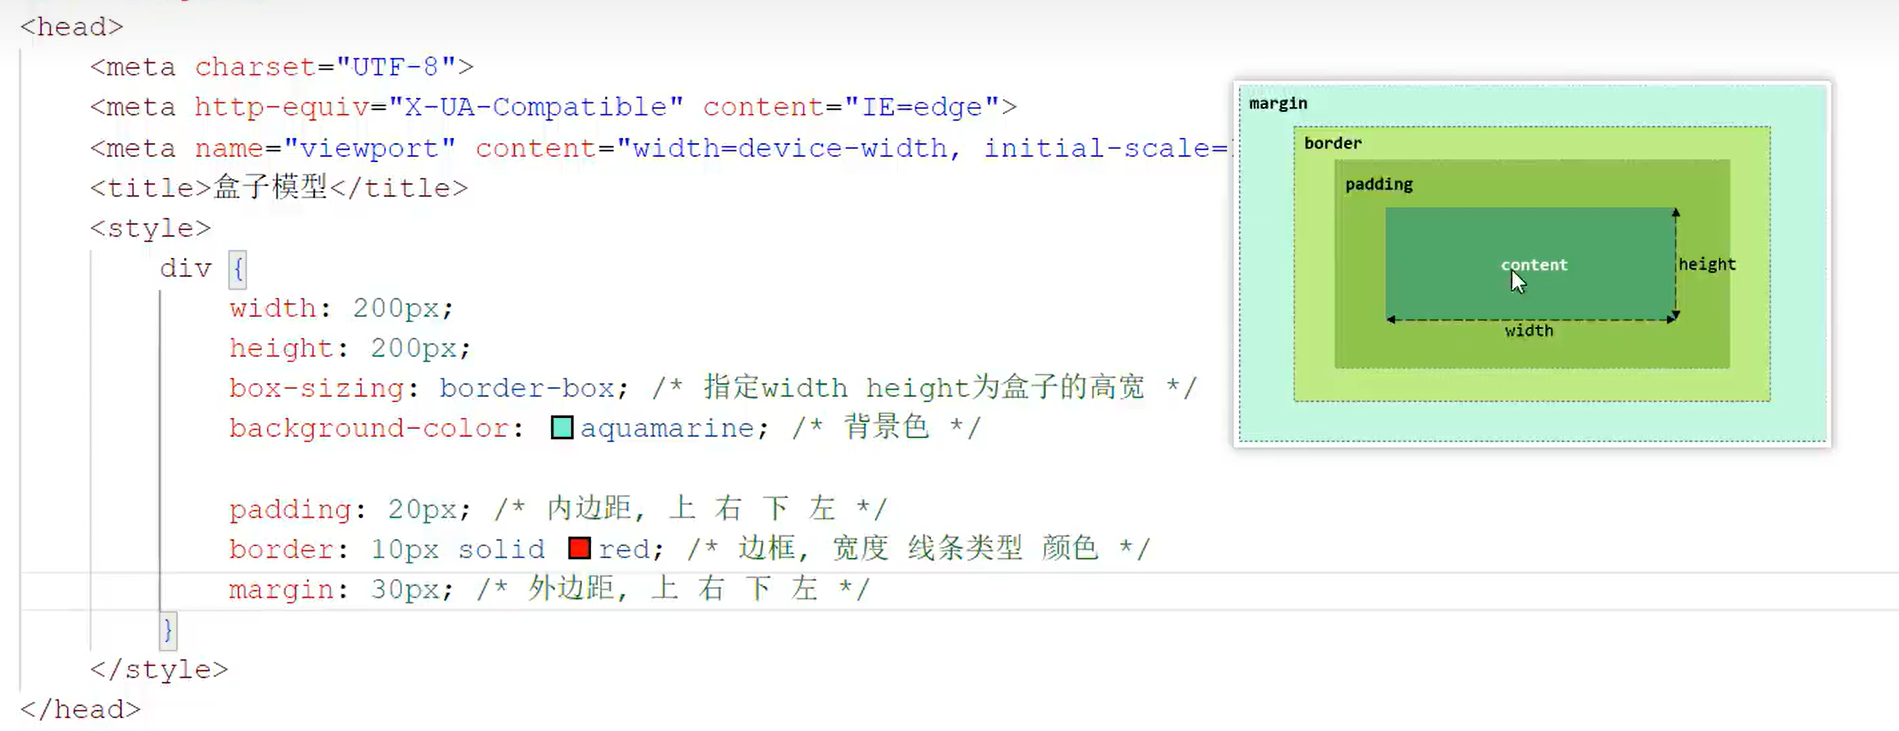 <head>
<meta charset="UTF-8">
<meta http-equiv="X-UA-Compatible" content="IE=edge">
<meta name="viewport" content="width=device-width, initial-scale=
<title>盒子模型</title>
<style>
div {
width: 200px;
height: 200px;
box-sizing: border-box; /* 指定width height为盒子的高宽 */
background-color: aquamarine; /* 背景色 */
padding: 20px; /* 内边距, 上 右 下 左 */
border: 10px solid red; /* 边框, 宽度 线条类型 颜色 */
margin: 30px; /* 外边距, 上 右 下 左 */
}
</style>
</head>
margin
border
padding
content
height
width